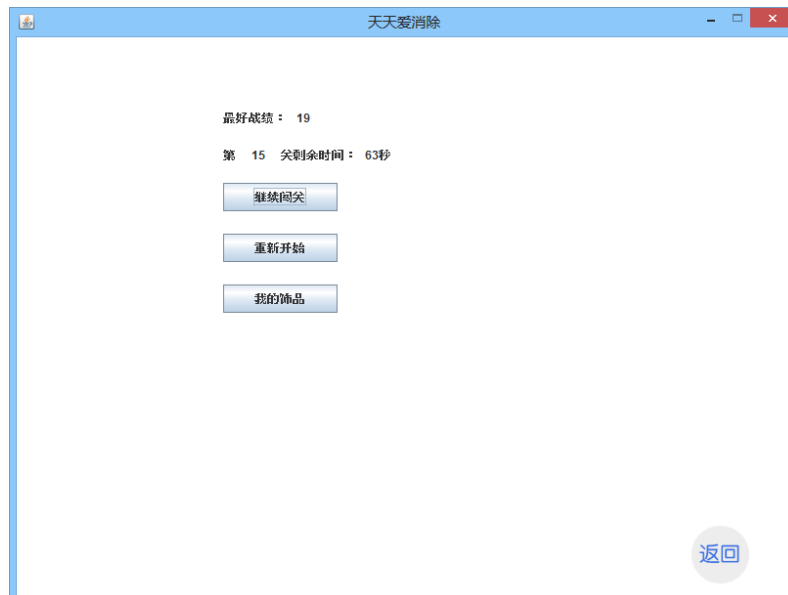 天天爱消除
最好战绩： 19
第 15 关剩余时间： 63秒
继续闯关
重新开始
我的饰品
返回